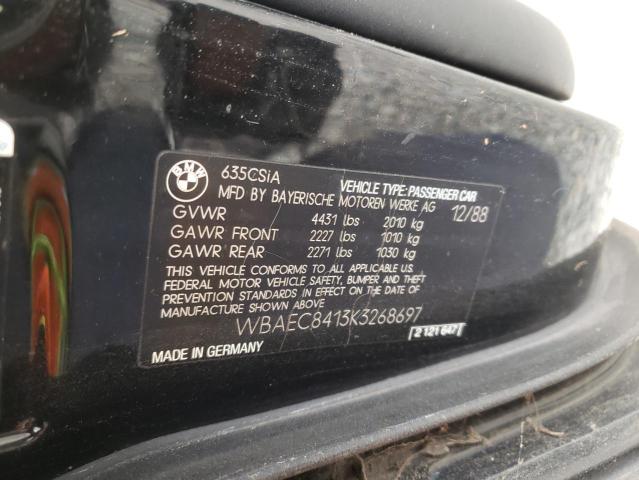 BMW
635CSiA
VEHICLE TYPE: PASSENGER CAR
MFD BY BAYERISCHE MOTOREN WERKE AG 12/88
GVWR 4431 lbs 2010 kg
GAWR FRONT 2227 lbs 1010 kg
GAWR REAR 2271 lbs 1030 kg
THIS VEHICLE CONFORMS TO ALL APPLICABLE
FEDERAL MOTOR VEHICLE SAFETY, BUMPER AND THEFT
PREVENTION STANDARDS IN EFFECT ON THE DATE OF
MANUFACTURE SHOWN ABOVE
WBAEC8413K3268697
MADE IN GERMANY
2 121 647